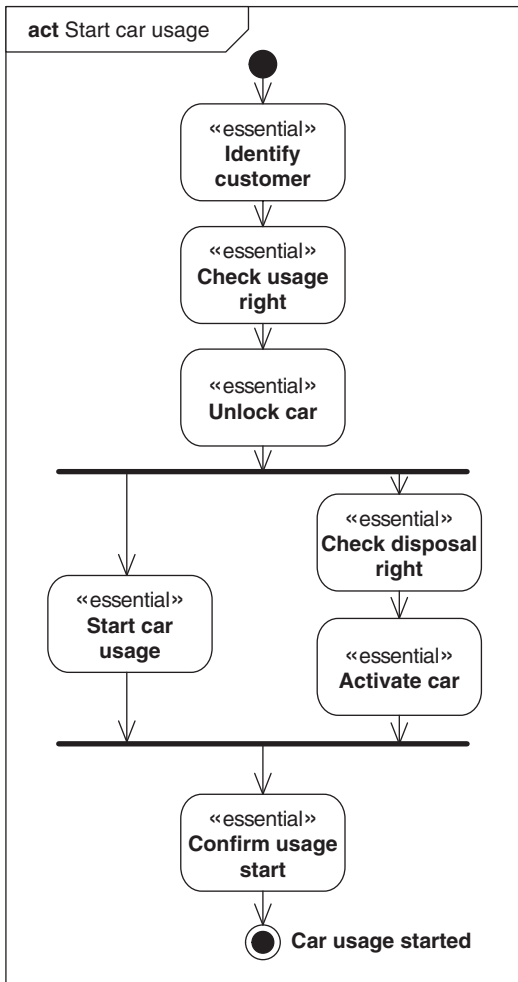 act Start car usage
«essential»
Identify
customer
«essential»
Check usage
right
«essential»
Unlock car
«essential»
Check disposal
right
«essential»
Start car
usage
«essential»
Activate car
«essential»
Confirm usage
start
Car usage started